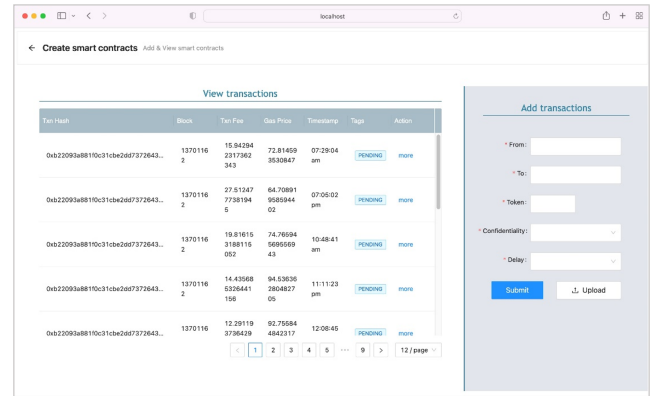 localhost
Create smart contracts Add & View smart contracts
View transactions
Txn Hash Block Txn Fee Gas Price Timestamp Tags Action
0xb22093a881f0c31cbe2dd7372643... 1370116 2 15.94294 2317362 343 72.81459 3530847 07:29:04 am PENDING more
0xb22093a881f0c31cbe2dd7372643... 1370116 2 27.51247 7738194 5 64.70891 9585944 02 07:05:02 pm PENDING more
0xb22093a881f0c31cbe2dd7372643... 1370116 2 19.81615 3188115 052 74.76594 5695569 43 10:48:41 am PENDING more
0xb22093a881f0c31cbe2dd7372643... 1370116 2 14.43568 5326441 156 94.53636 2804827 05 11:11:23 pm PENDING more
0xb22093a881f0c31cbe2dd7372643... 1370116 12.29119 3736429 92.75584 4842317 12:08:45 PENDING more
< 1 2 3 4 5 ••• 9 > 12 / page
Add transactions
* From:
* To:
* Token:
* Confidentiality:
* Delay:
Submit Upload